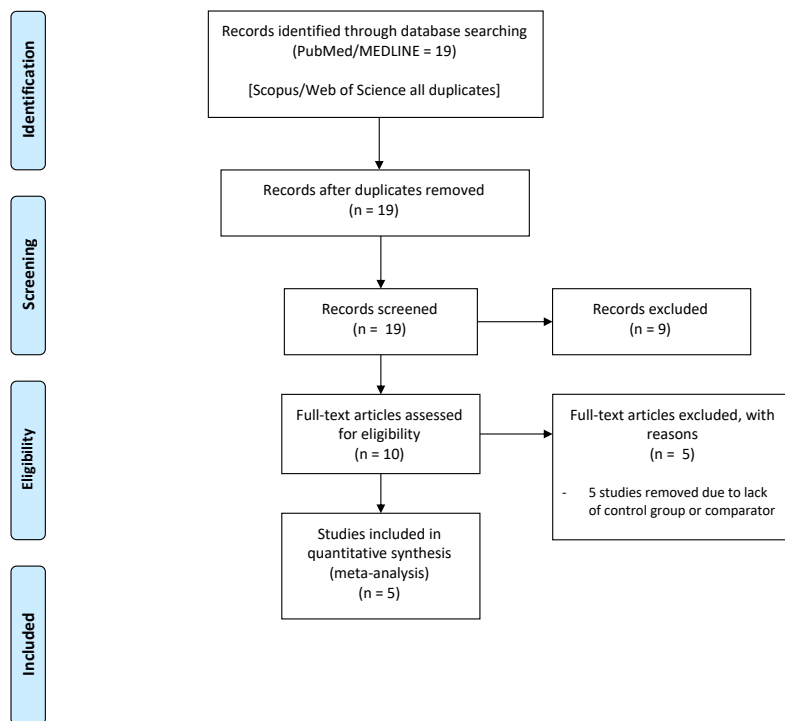 Identification
Records identified through database searching
(PubMed/MEDLINE = 19)
[Scopus/Web of Science all duplicates]
Records after duplicates removed
(n = 19)
Screening
Records screened
(n = 19)
Records excluded
(n = 9)
Eligibility
Full-text articles assessed
for eligibility
(n = 10)
Full-text articles excluded, with
reasons
(n = 5)
- 5 studies removed due to lack
of control group or comparator
Included
Studies included in
quantitative synthesis
(meta-analysis)
(n = 5)